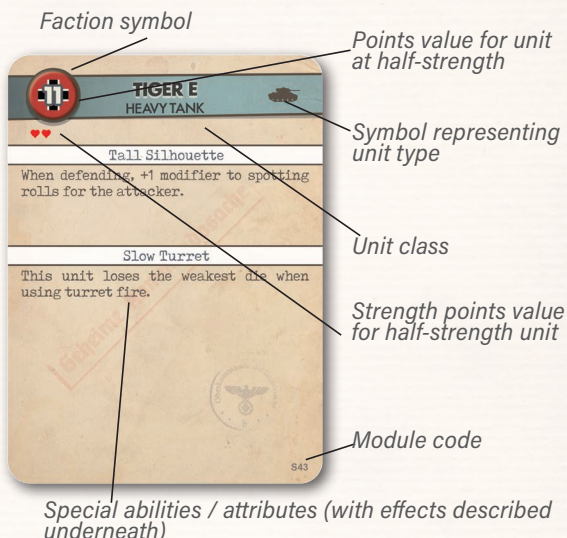 Faction symbol
Points value for unit
at half-strength
11
TIGER E
HEAVY TANK
Symbol representing
unit type
Tall Silhouette
When defending, +1 modifier to spotting
rolls for the attacker.
Unit class
Slow Turret
This unit loses the weakest die when
using turret fire.
Strength points value
for half-strength unit
Module code
S43
Special abilities / attributes (with effects described
underneath)